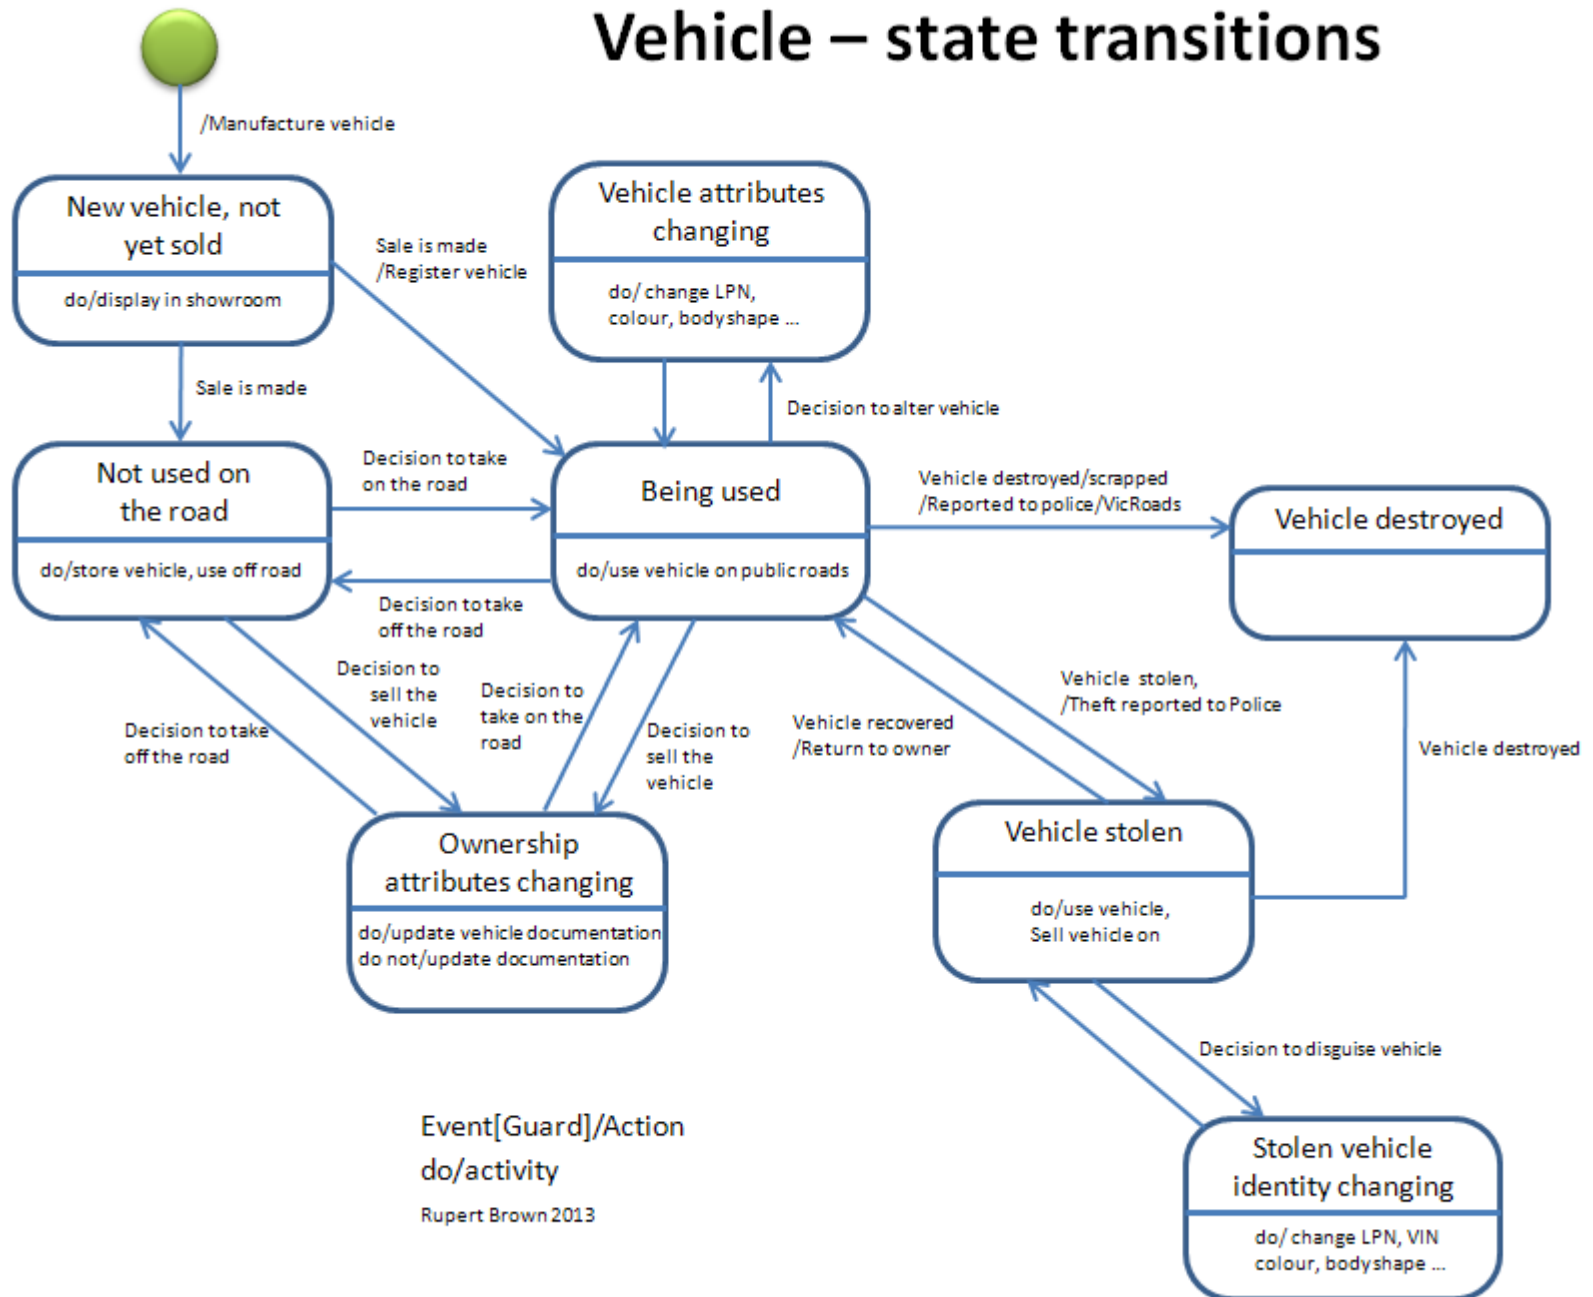 Vehicle – state transitions
/Manufacture vehicle
New vehicle, not
yet sold
do/display in showroom
Sale is made
/Register vehicle
Vehicle attributes
changing
do/ change LPN,
colour, bodyshape ...
Sale is made
Decision to alter vehicle
Not used on
the road
do/store vehicle, use off road
Decision to take
on the road
Being used
do/use vehicle on public roads
Vehicle destroyed/scrapped
/Reported to police/VicRoads
Vehicle destroyed
Decision to take
off the road
Decision to
sell the
vehicle
Decision to take
off the road
Decision to
take on the
road
Decision to
sell the
vehicle
Vehicle recovered
/Return to owner
Vehicle stolen,
/Theft reported to Police
Vehicle destroyed
Ownership
attributes changing
do/update vehicle documentation
do not/update documentation
Vehicle stolen
do/use vehicle,
Sell vehicle on
Decision to disguise vehicle
Stolen vehicle
identity changing
do/ change LPN, VIN
colour, bodyshape ...
Event[Guard]/Action
do/activity
Rupert Brown 2013